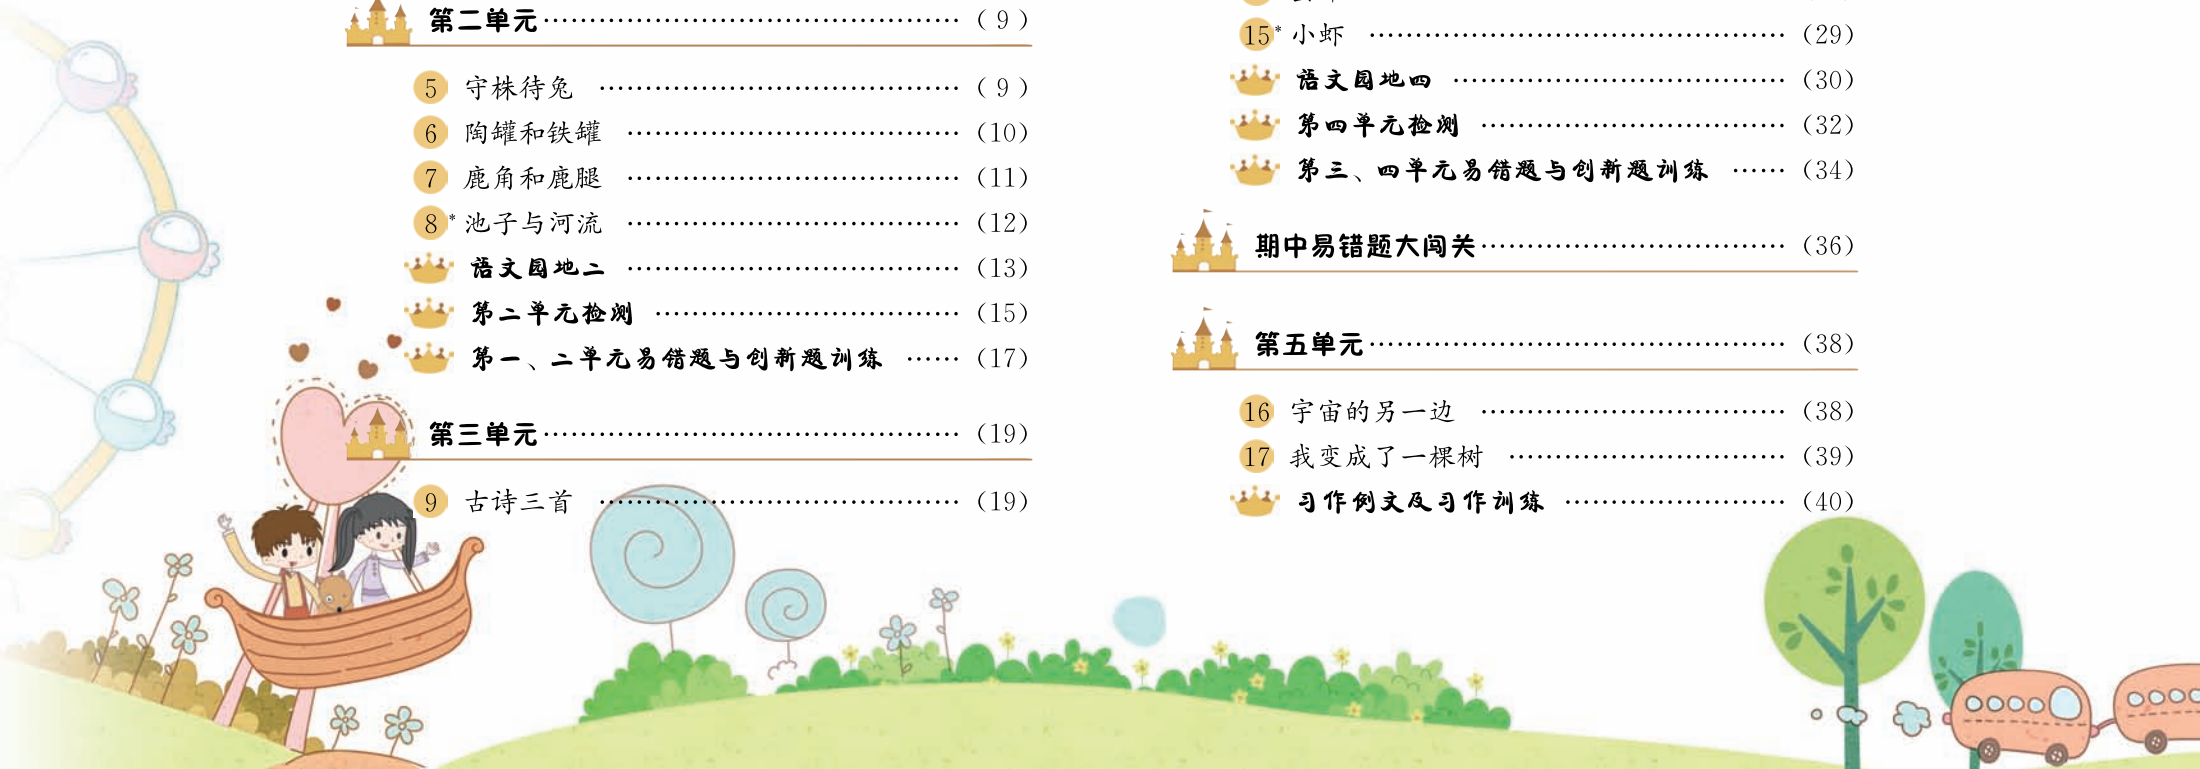 第二单元……………………………………（ 9 ）
5 守株待兔 ………………………………（ 9 ）
6 陶罐和铁罐 ……………………………（10）
7 鹿角和鹿腿 ……………………………（11）
8* 池子与河流 ……………………………（12）
语文园地二 ……………………………（13）
第二单元检测 …………………………（15）
第一、二单元易错题与创新题训练 ……（17）
第三单元……………………………………（19）
9 古诗三首 ………………………………（19）
15* 小虾 ……………………………………（29）
语文园地四 ……………………………（30）
第四单元检测 …………………………（32）
第三、四单元易错题与创新题训练 ……（34）
期中易错题大闯关…………………………（36）
第五单元……………………………………（38）
16 宇宙的另一边 …………………………（38）
17 我变成了一棵树 ………………………（39）
习作例文及习作训练 …………………（40）